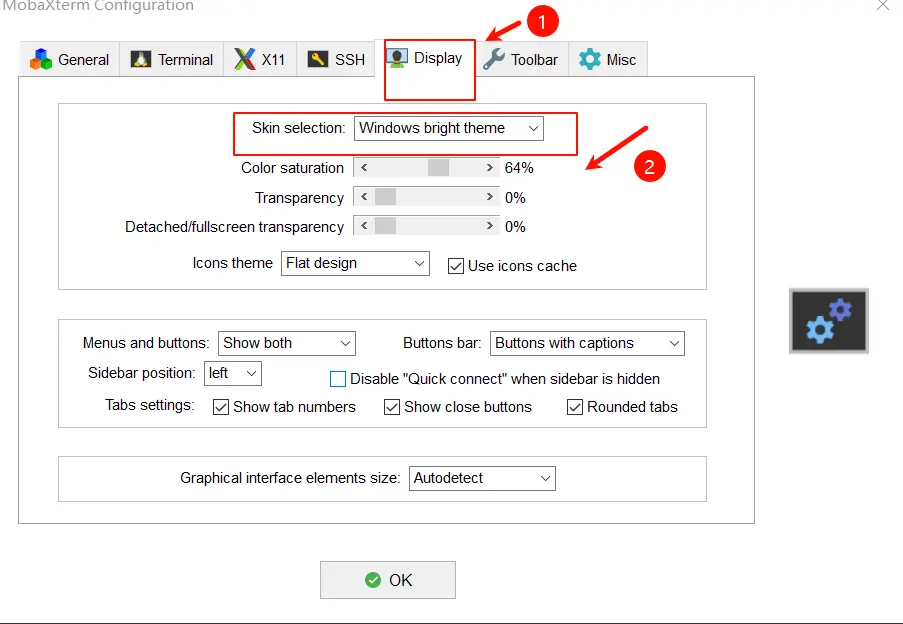 MobaXterm Configuration
1
General Terminal X11 SSH Display Toolbar Misc
Skin selection: Windows bright theme
2
Color saturation 64%
Transparency 0%
Detached/fullscreen transparency 0%
Icons theme Flat design Use icons cache
Menus and buttons: Show both Buttons bar: Buttons with captions
Sidebar position: left Disable "Quick connect" when sidebar is hidden
Tabs settings: Show tab numbers Show close buttons Rounded tabs
Graphical interface elements size: Autodetect
OK